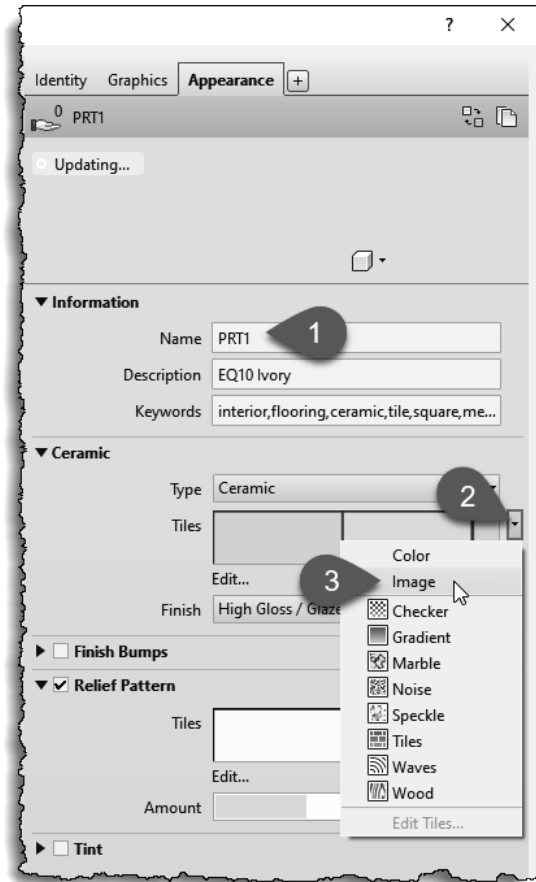 ?
Identity Graphics Appearance +
0
PRT1
Updating...
Information
Name PRT1 1
Description EQ10 Ivory
Keywords interior,flooring,ceramic,tile,square,me...
Ceramic
Type Ceramic 2
Tiles
Color
Edit... 3 Image
Finish High Gloss / Glaze
Checker
Gradient
Finish Bumps
Marble
Relief Pattern
Noise
Speckle
Tiles
Tiles
Waves
Edit...
Wood
Amount
Edit Tiles...
Tint